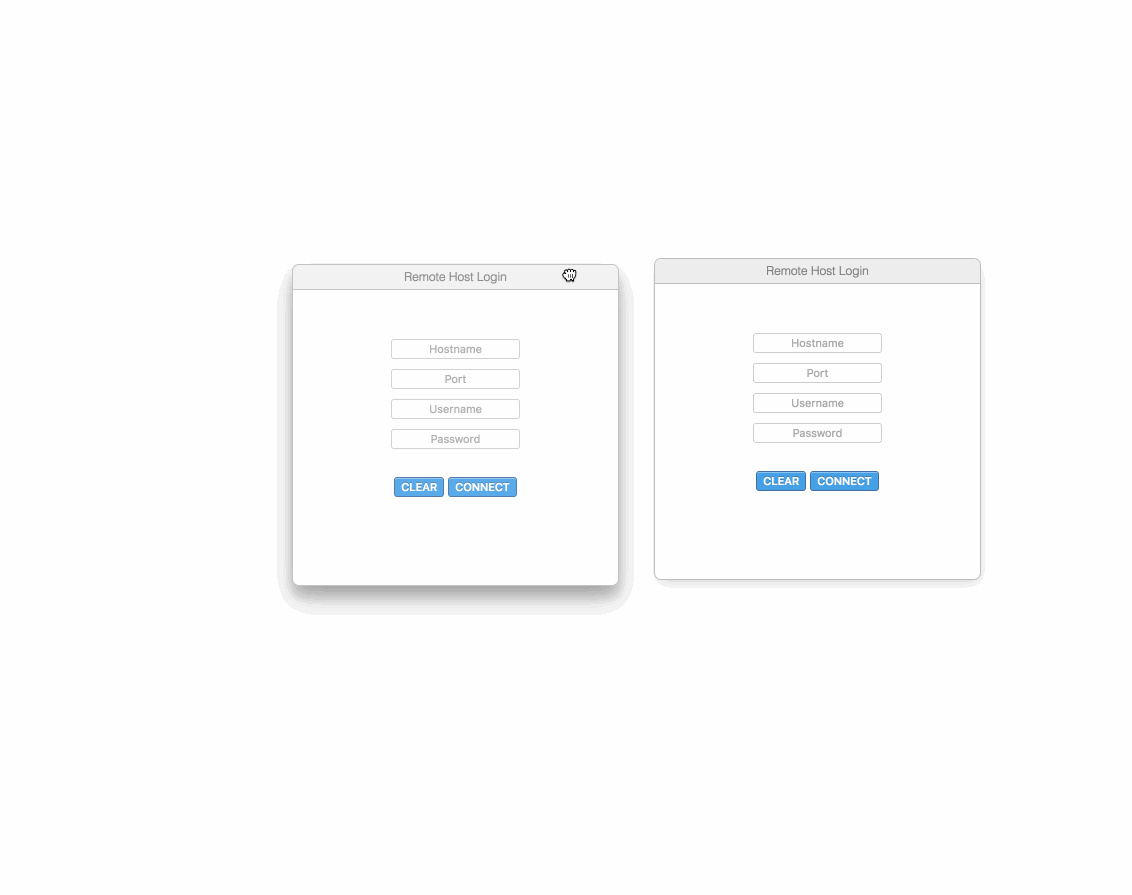 Remote Host Login
Hostname
Port
Username
Password
CLEAR CONNECT
Remote Host Login
Hostname
Port
Username
Password
CLEAR CONNECT